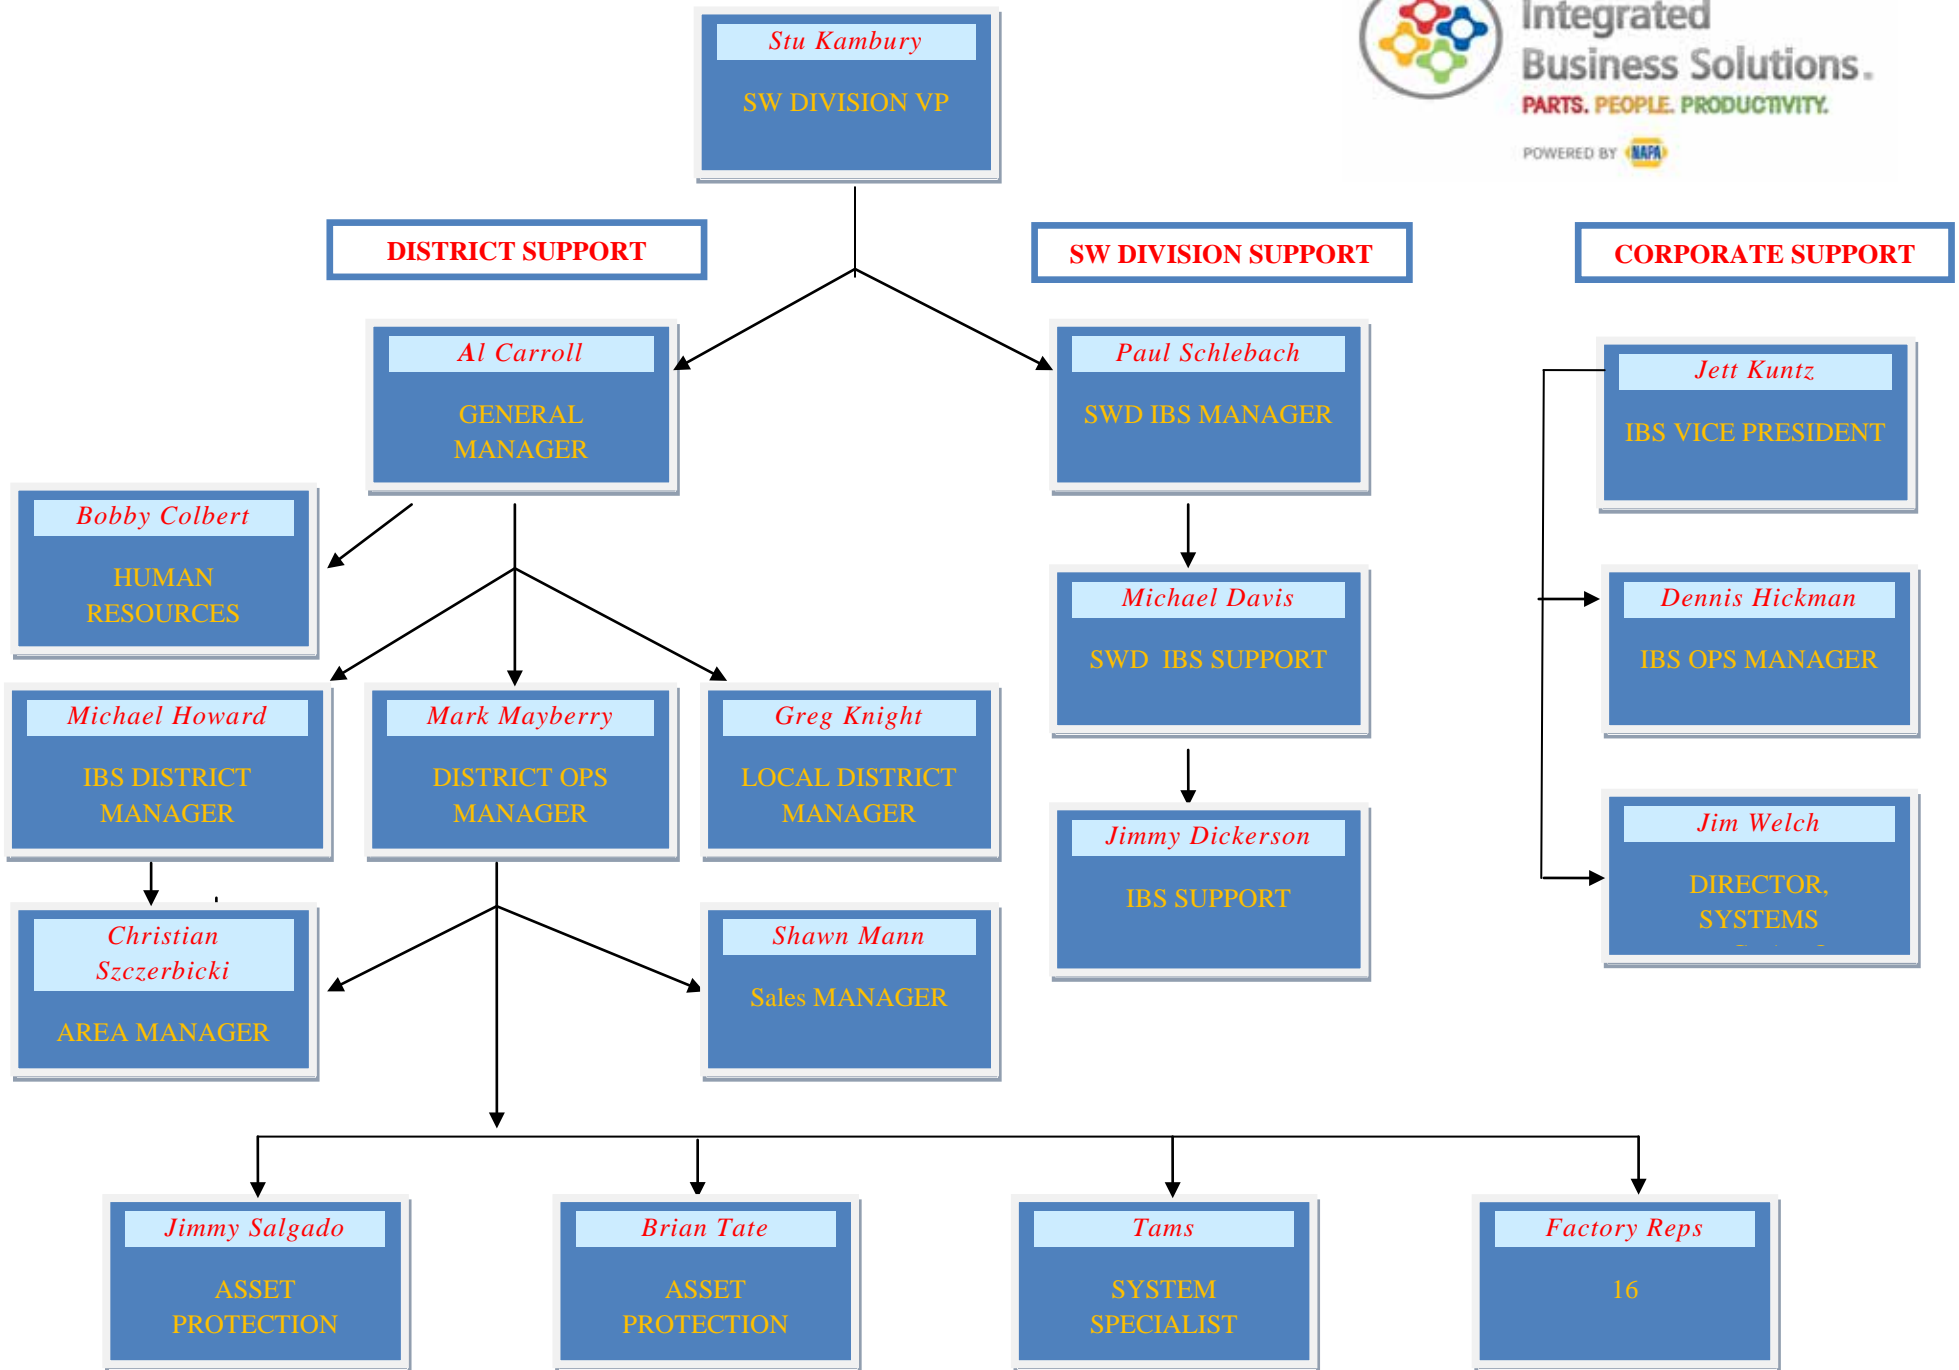 Integrated
Business Solutions.
PARTS. PEOPLE. PRODUCTIVITY.
POWERED BY NAPA
Stu Kambury
SW DIVISION VP
DISTRICT SUPPORT
SW DIVISION SUPPORT
CORPORATE SUPPORT
Al Carroll
GENERAL
MANAGER
Paul Schlebach
SWD IBS MANAGER
Jett Kuntz
IBS VICE PRESIDENT
Bobby Colbert
HUMAN
RESOURCES
Michael Davis
SWD IBS SUPPORT
Dennis Hickman
IBS OPS MANAGER
Michael Howard
IBS DISTRICT
MANAGER
Mark Mayberry
DISTRICT OPS
MANAGER
Greg Knight
LOCAL DISTRICT
MANAGER
Jimmy Dickerson
IBS SUPPORT
Jim Welch
DIRECTOR,
SYSTEMS
Christian
Szczerbicki
AREA MANAGER
Shawn Mann
Sales MANAGER
Jimmy Salgado
ASSET
PROTECTION
Brian Tate
ASSET
PROTECTION
Tams
SYSTEM
SPECIALIST
Factory Reps
16